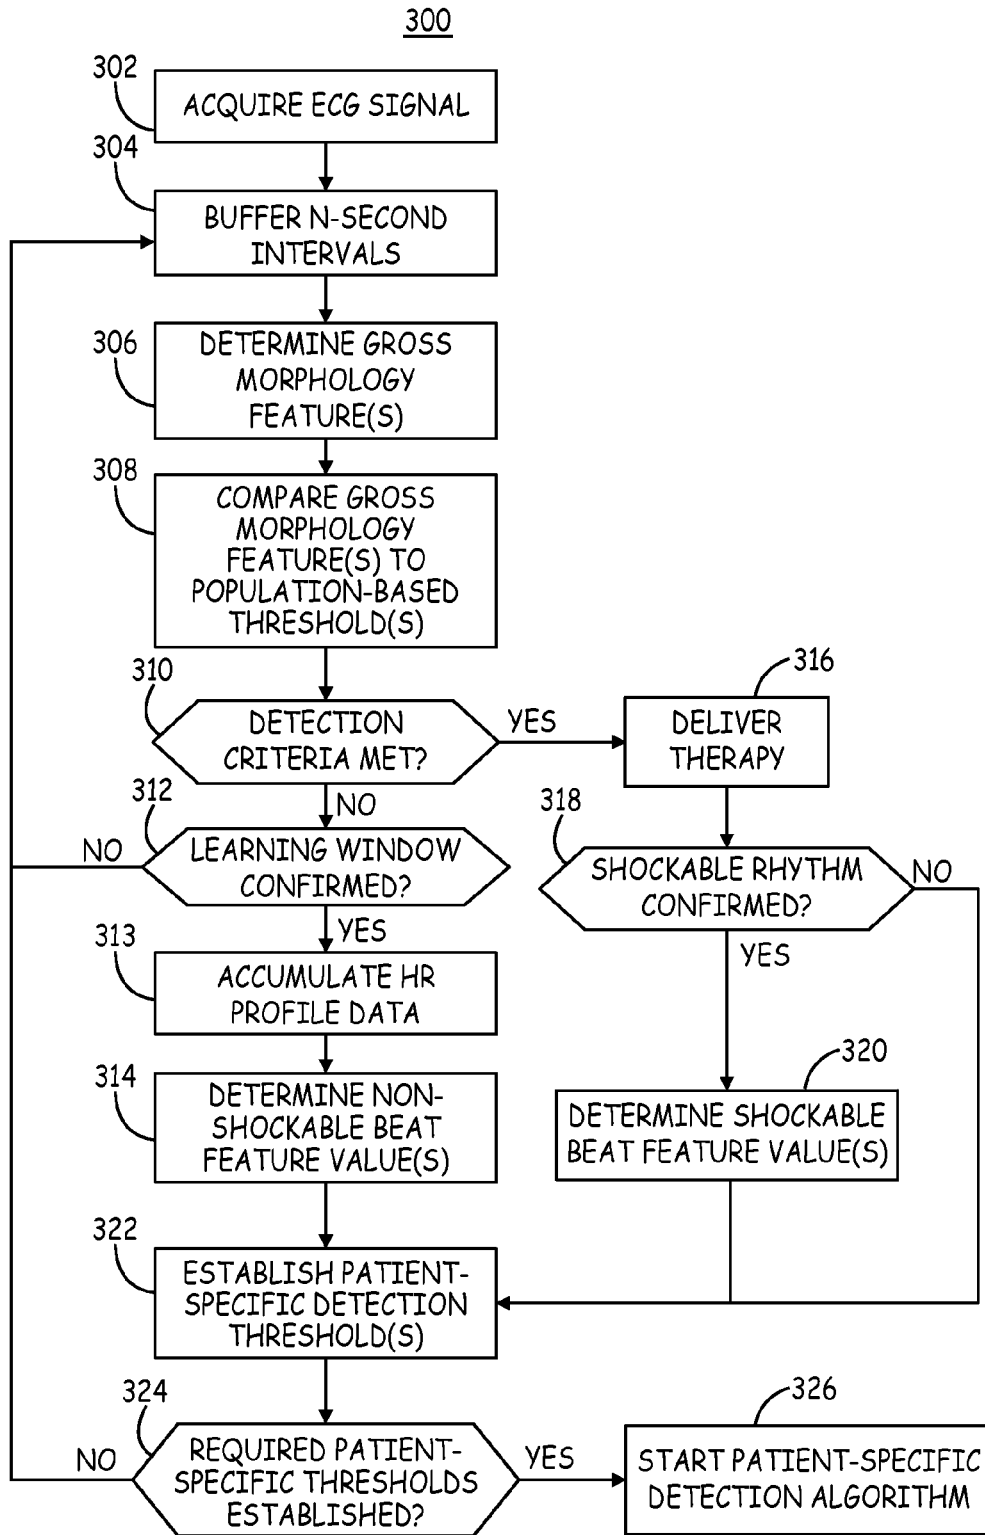 300
302
ACQUIRE ECG SIGNAL
304
BUFFER N-SECOND
INTERVALS
306
DETERMINE GROSS
MORPHOLOGY
FEATURE(S)
308
COMPARE GROSS
MORPHOLOGY
FEATURE(S) TO
POPULATION-BASED
THRESHOLD(S)
310
DETECTION
CRITERIA MET?
YES
316
DELIVER
THERAPY
NO
312
LEARNING WINDOW
CONFIRMED?
NO
YES
318
SHOCKABLE RHYTHM
CONFIRMED?
NO
YES
313
ACCUMULATE HR
PROFILE DATA
314
DETERMINE NON-
SHOCKABLE BEAT
FEATURE VALUE(S)
320
DETERMINE SHOCKABLE
BEAT FEATURE VALUE(S)
322
ESTABLISH PATIENT-
SPECIFIC DETECTION
THRESHOLD(S)
324
REQUIRED PATIENT-
SPECIFIC THRESHOLDS
ESTABLISHED?
NO
YES
326
START PATIENT-SPECIFIC
DETECTION ALGORITHM